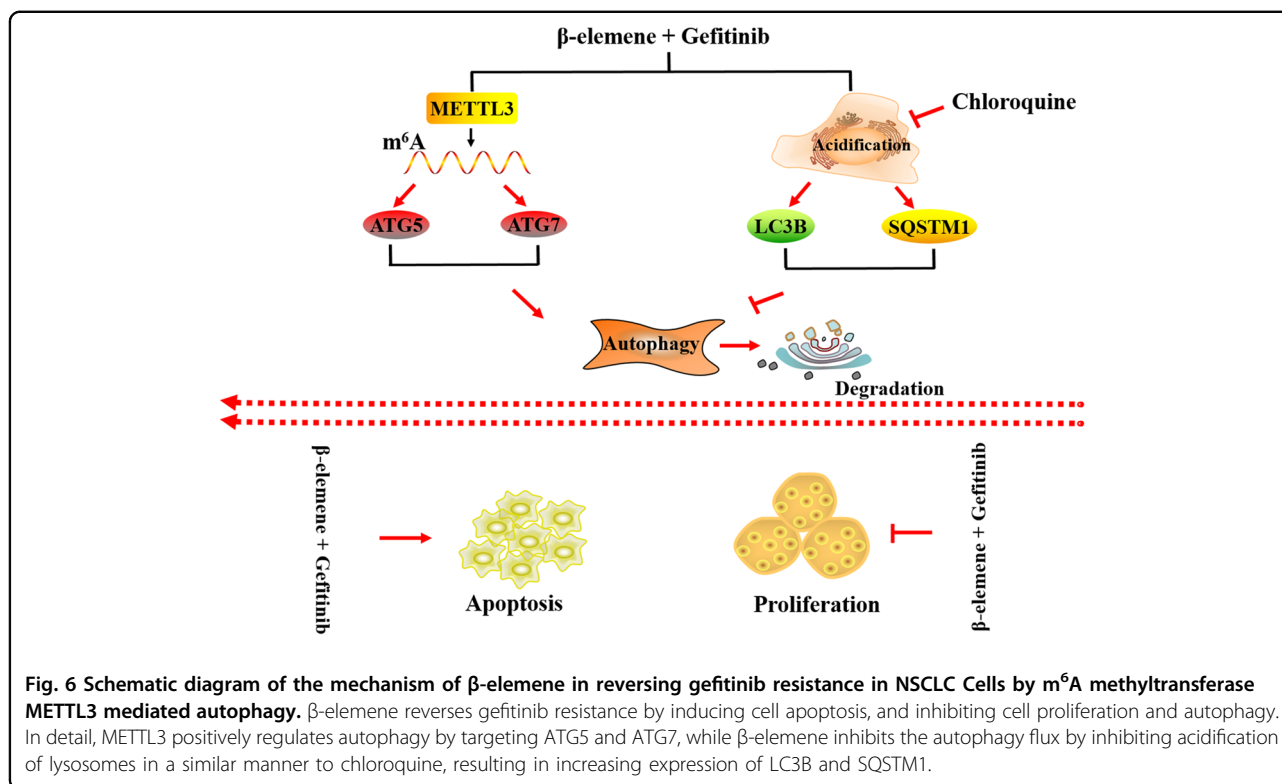 β-elemene + Gefitinib
METTL3
Chloroquine
m⁶A
Acidification
ATG5
ATG7
LC3B
SQSTM1
Autophagy
Degradation
β-elemene + Gefitinib
β-elemene + Gefitinib
Apoptosis
Proliferation
Fig. 6 Schematic diagram of the mechanism of β-elemene in reversing gefitinib resistance in NSCLC Cells by m⁶A methyltransferase
METTL3 mediated autophagy. β-elemene reverses gefitinib resistance by inducing cell apoptosis, and inhibiting cell proliferation and autophagy.
In detail, METTL3 positively regulates autophagy by targeting ATG5 and ATG7, while β-elemene inhibits the autophagy flux by inhibiting acidification
of lysosomes in a similar manner to chloroquine, resulting in increasing expression of LC3B and SQSTM1.